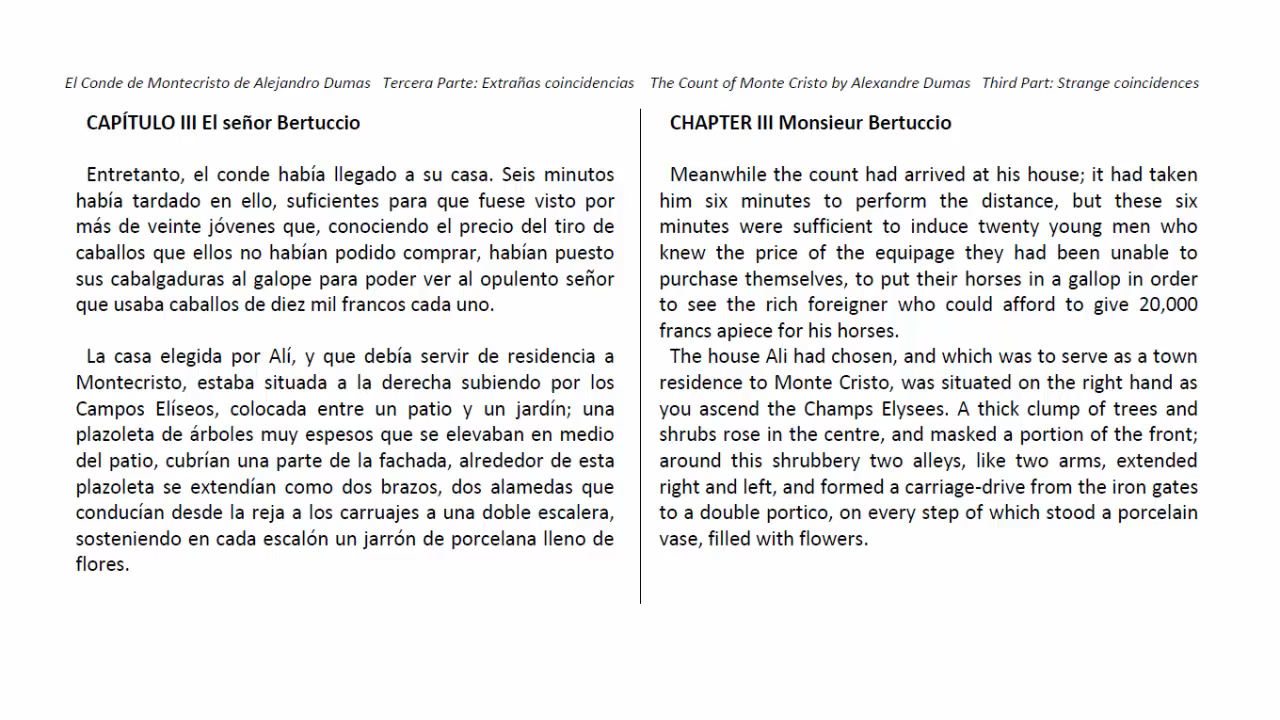 El Conde de Montecristo de Alejandro Dumas   Tercera Parte: Extrañas coincidencias   The Count of Monte Cristo by Alexandre Dumas   Third Part: Strange coincidences
CAPÍTULO III El señor Bertuccio
Entretanto, el conde había llegado a su casa. Seis minutos
había tardado en ello, suficientes para que fuese visto por
más de veinte jóvenes que, conociendo el precio del tiro de
caballos que ellos no habían podido comprar, habían puesto
sus cabalgaduras al galope para poder ver al opulento señor
que usaba caballos de diez mil francos cada uno.
La casa elegida por Alí, y que debía servir de residencia a
Montecristo, estaba situada a la derecha subiendo por los
Campos Elíseos, colocada entre un patio y un jardín; una
plazoleta de árboles muy espesos que se elevaban en medio
del patio, cubrían una parte de la fachada, alrededor de esta
plazoleta se extendían como dos brazos, dos alamedas que
conducían desde la reja a los carruajes a una doble escalera,
sosteniendo en cada escalón un jarrón de porcelana lleno de
flores.
CHAPTER III Monsieur Bertuccio
Meanwhile the count had arrived at his house; it had taken
him six minutes to perform the distance, but these six
minutes were sufficient to induce twenty young men who
knew the price of the equipage they had been unable to
purchase themselves, to put their horses in a gallop in order
to see the rich foreigner who could afford to give 20,000
francs apiece for his horses.
The house Ali had chosen, and which was to serve as a town
residence to Monte Cristo, was situated on the right hand as
you ascend the Champs Elysees. A thick clump of trees and
shrubs rose in the centre, and masked a portion of the front;
around this shrubbery two alleys, like two arms, extended
right and left, and formed a carriage-drive from the iron gates
to a double portico, on every step of which stood a porcelain
vase, filled with flowers.